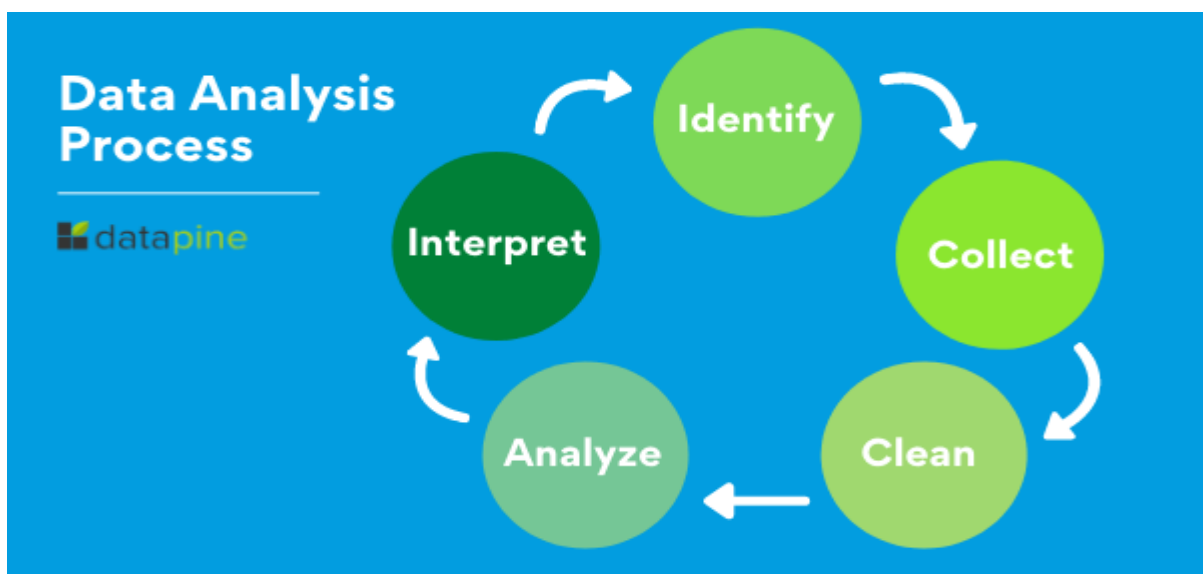 Data Analysis
Process
datapine
Identify
Collect
Clean
Analyze
Interpret